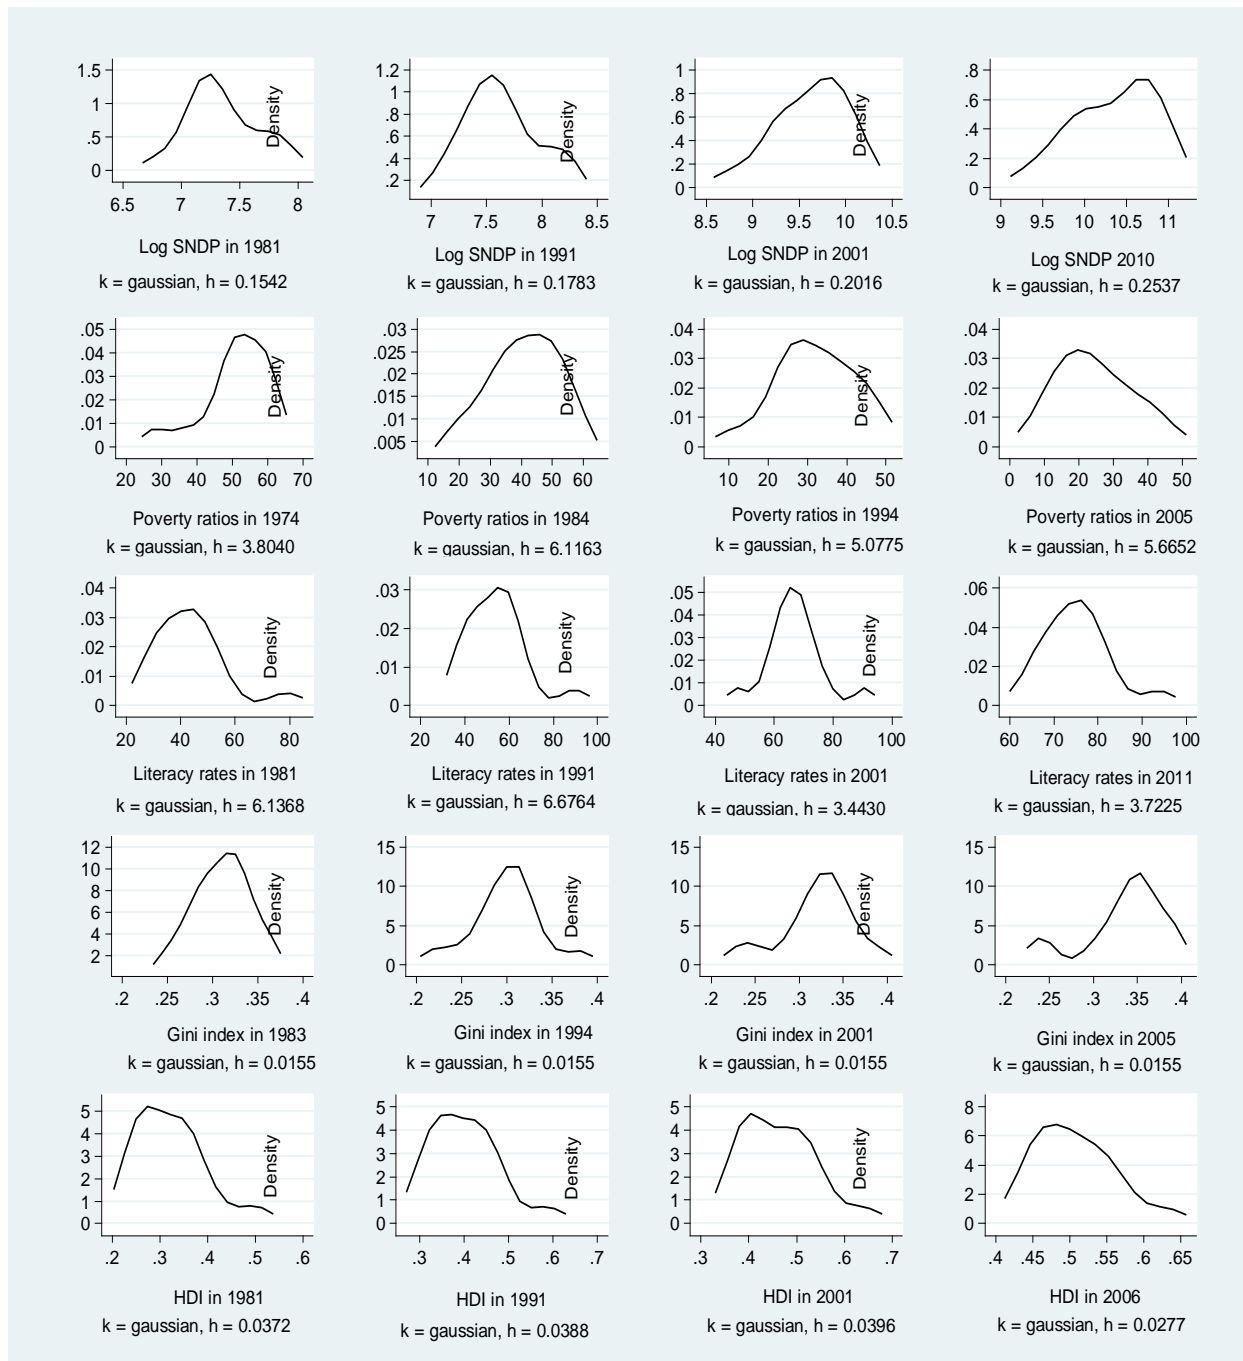 1.5
1
.5
0
Density
6.5 7 7.5 8
Log SNDP in 1981
k = gaussian, h = 0.1542
1.2
1
.8
.6
.4
.2
Density
7 7.5 8 8.5
Log SNDP in 1991
k = gaussian, h = 0.1783
1
.8
.6
.4
.2
0
Density
8.5 9 9.5 10 10.5
Log SNDP in 2001
k = gaussian, h = 0.2016
.8
.6
.4
.2
0
9 9.5 10 10.5 11
Log SNDP 2010
k = gaussian, h = 0.2537
.05
.04
.03
.02
.01
0
Density
20 30 40 50 60 70
Poverty ratios in 1974
k = gaussian, h = 3.8040
.03
.025
.02
.015
.01
.005
Density
10 20 30 40 50 60
Poverty ratios in 1984
k = gaussian, h = 6.1163
.04
.03
.02
.01
0
Density
10 20 30 40 50
Poverty ratios in 1994
k = gaussian, h = 5.0775
.04
.03
.02
.01
0
0 10 20 30 40 50
Poverty ratios in 2005
k = gaussian, h = 5.6652
.04
.03
.02
.01
0
Density
20 40 60 80
Literacy rates in 1981
k = gaussian, h = 6.1368
.03
.02
.01
0
Density
20 40 60 80 100
Literacy rates in 1991
k = gaussian, h = 6.6764
.05
.04
.03
.02
.01
0
Density
40 60 80 100
Literacy rates in 2001
k = gaussian, h = 3.4430
.06
.04
.02
0
60 70 80 90 100
Literacy rates in 2011
k = gaussian, h = 3.7225
12
10
8
6
4
2
Density
.2 .25 .3 .35 .4
Gini index in 1983
k = gaussian, h = 0.0155
15
10
5
0
Density
.2 .25 .3 .35 .4
Gini index in 1994
k = gaussian, h = 0.0155
15
10
5
0
Density
.2 .25 .3 .35 .4
Gini index in 2001
k = gaussian, h = 0.0155
15
10
5
0
.2 .25 .3 .35 .4
Gini index in 2005
k = gaussian, h = 0.0155
5
4
3
2
1
0
Density
.2 .3 .4 .5 .6
HDI in 1981
k = gaussian, h = 0.0372
5
4
3
2
1
0
Density
.3 .4 .5 .6 .7
HDI in 1991
k = gaussian, h = 0.0388
5
4
3
2
1
0
Density
.3 .4 .5 .6 .7
HDI in 2001
k = gaussian, h = 0.0396
8
6
4
2
0
.4 .45 .5 .55 .6 .65
HDI in 2006
k = gaussian, h = 0.0277